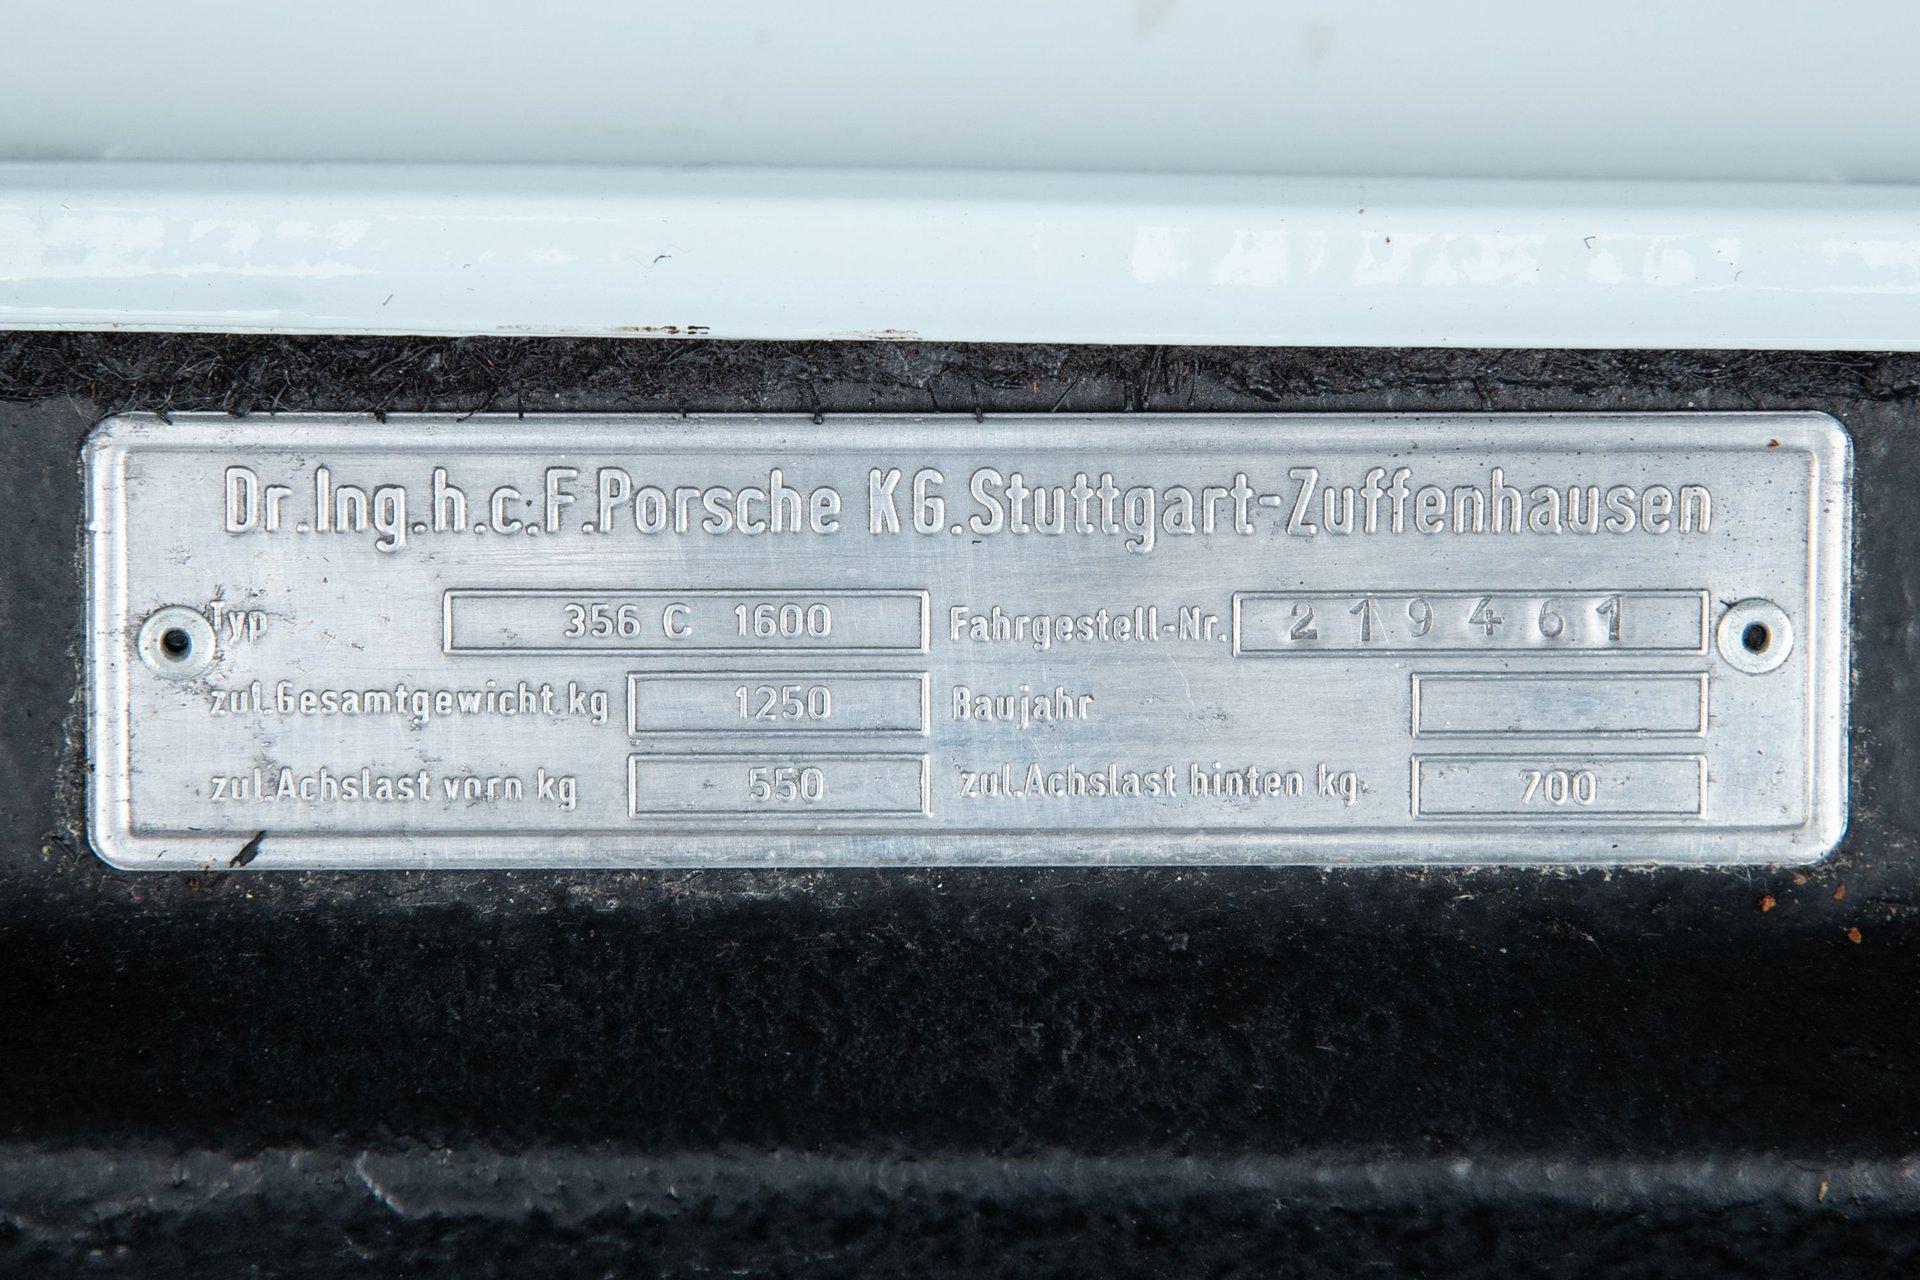 Dr.Ing.h.c.F.Porsche KG.Stuttgart-Zuffenhausen
Typ 356 C 1600 Fahrgestell-Nr. 219461
zul.Gesamtgewicht kg 1250 Baujahr
zul.Achslast vorn kg 550 zul.Achslast hinten kg 700